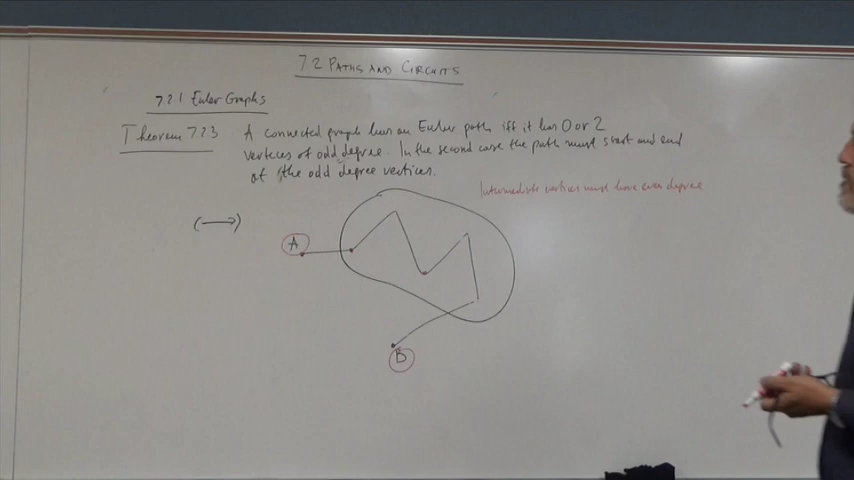 7.2 PATHS AND CIRCUITS
7.2.1 Euler Graphs
Theorem 7.2.3 A connected graph has an Euler path iff it has 0 or 2
vertices of odd degree. In the second case the path must start and end
at the odd degree vertices.
Intermediate vertices must have even degree
(→)
A
B